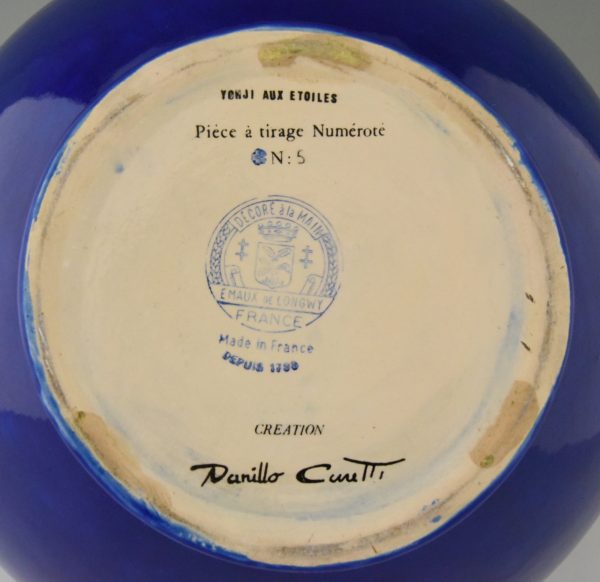 YONJI AUX ETOILES
Pièce à tirage Numéroté
N: 5
DÉCORÉ à la MAIN
EMAUX DE LONGWY
FRANCE
Made in France
DEPUIS 1798
CREATION
Danillo Curetti